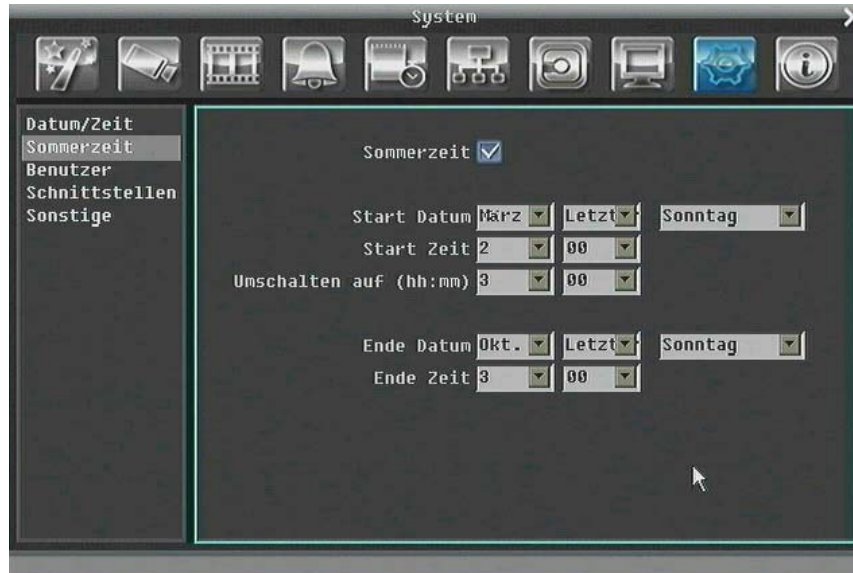 System
Datum/Zeit
Sommerzeit
Benutzer
Schnittstellen
Sonstige
Sommerzeit
Start Datum März Letzt Sonntag
Start Zeit 2 00
Umschalten auf (hh:mm) 3 00
Ende Datum Okt. Letzt Sonntag
Ende Zeit 3 00